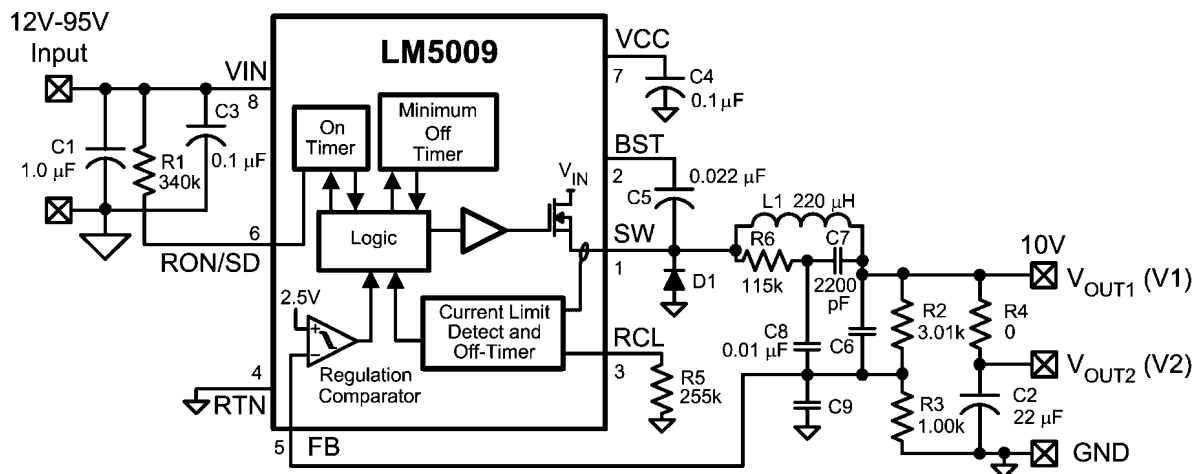 12V-95V
Input
LM5009
VCC
7
C4
0.1 μF
VIN
8
C3
0.1 μF
C1
1.0 μF
R1
340k
On
Timer
Minimum
Off
Timer
BST
2
0.022 μF
C5
VIN
L1 220 μH
Logic
SW
1
R6
115k
C7
2200
pF
10V
VOUT1 (V1)
6
RON/SD
D1
2.5V
+
-
Current Limit
Detect and
Off-Timer
RCL
3
C8
0.01 μF
C6
R2
3.01k
R4
0
VOUT2 (V2)
Regulation
Comparator
4
RTN
R5
255k
C9
R3
1.00k
C2
22 μF
5
FB
GND